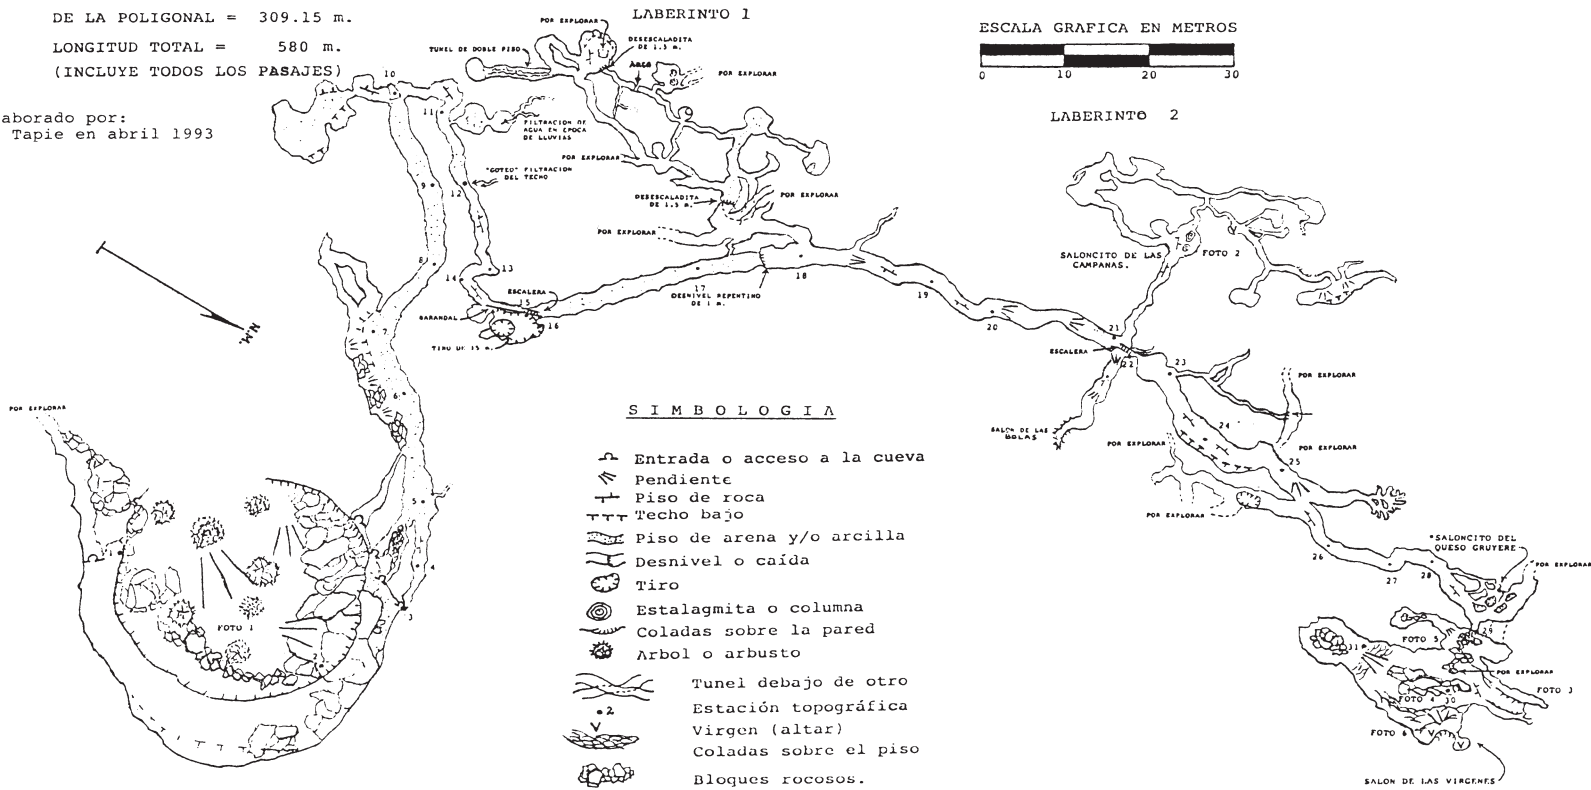 DE LA POLIGONAL = 309.15 m.
LONGITUD TOTAL = 580 m.
(INCLUYE TODOS LOS PASAJES)
aborado por:
Tapie en abril 1993
LABERINTO 1
POR EXPLORAR
DESESCALADITA
DE 1.5 m.
TUNEL DE DOBLE PISO
POR EXPLORAR
ESCALA GRAFICA EN METROS
0 10 20 30
LABERINTO 2
10
11
FILTRACION DE
AGUA EN EPOCA
DE LLUVIAS
POR EXPLORAR
"GOTEO" FILTRACION
DEL TECHO
9
12
DESESCALADITA
DE 1.5 m.
POR EXPLORAR
POR EXPLORAR
N.M.
8
14
13
ESCALERA
15
BARANDAL
16
TIRO DE 15 m.
17
DESNIVEL REPENTINO
DE 1 m.
18
19
20
SALONCITO DE LAS
CAMPANAS.
FOTO 2
21
ESCALERA
22
23
POR EXPLORAR
7
6
POR EXPLORAR
SALON DE LAS
BOLAS
POR EXPLORAR
24
POR EXPLORAR
25
POR EXPLORAR
5
4
3
1
FOTO 1
2
26
27
28
*SALONCITO DEL
QUESO GRUYERE
POR EXPLORAR
29
FOTO 5
31
POR EXPLORAR
FOTO 3
FOTO 4
30
FOTO 6
V
V
SALON DE LAS VIRGENES
SIMBOLOGIA
Entrada o acceso a la cueva
Pendiente
Piso de roca
Techo bajo
Piso de arena y/o arcilla
Desnivel o caída
Tiro
Estalagmita o columna
Coladas sobre la pared
Arbol o arbusto
Tunel debajo de otro
2 Estación topográfica
V Virgen (altar)
Coladas sobre el piso
Bloques rocosos.